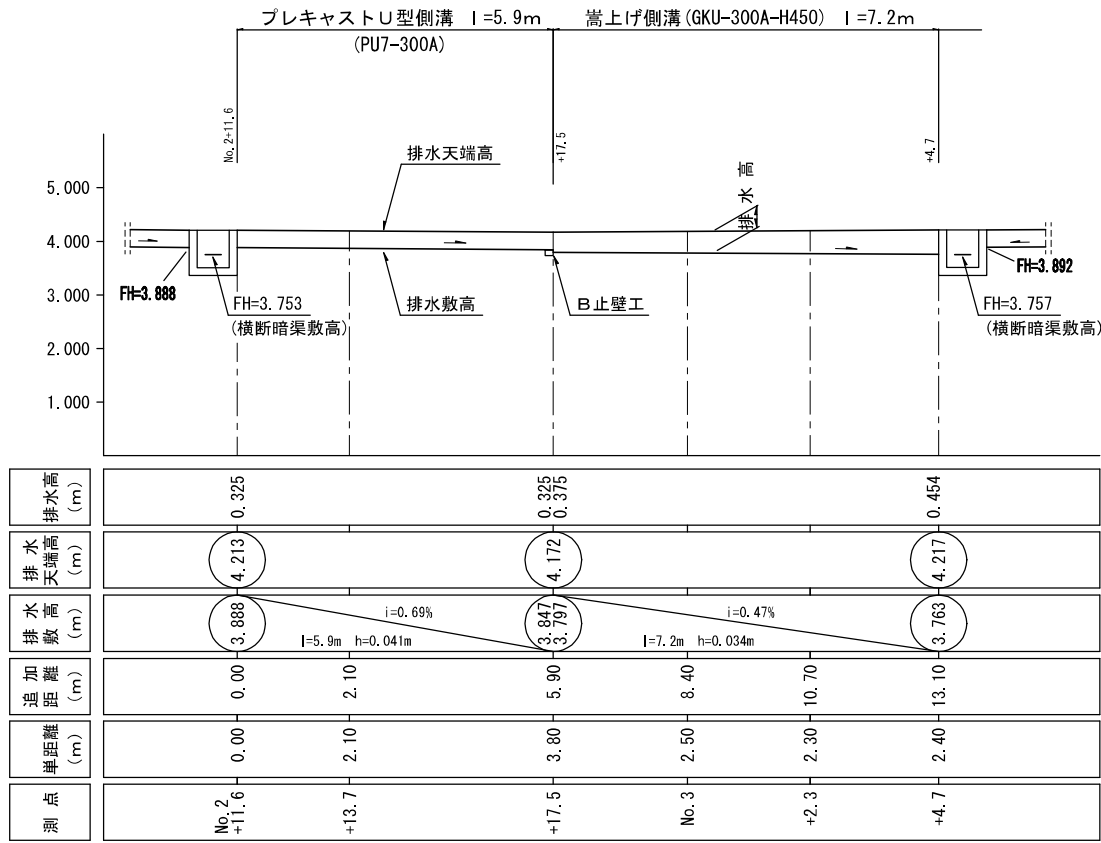 プレキャストU型側溝 l=5.9m
(PU7-300A)
嵩上げ側溝(GKU-300A-H450) l=7.2m
No.2+11.6
+17.5
+4.7
5.000
4.000
3.000
2.000
1.000
排水天端高
排水高
FH=3.888
FH=3.753
(横断暗渠敷高)
排水敷高
B止壁工
FH=3.892
FH=3.757
(横断暗渠敷高)
排水高
(m)
0.325
0.325
0.375
0.454
排水
天端高
(m)
4.213
4.172
4.217
排水
敷高
(m)
3.888
i=0.69%
l=5.9m h=0.041m
3.847
3.797
i=0.47%
l=7.2m h=0.034m
3.763
追加
距離
(m)
0.00
2.10
5.90
8.40
10.70
13.10
単距離
(m)
0.00
2.10
3.80
2.50
2.30
2.40
測点
No.2
+11.6
+13.7
+17.5
No.3
+2.3
+4.7